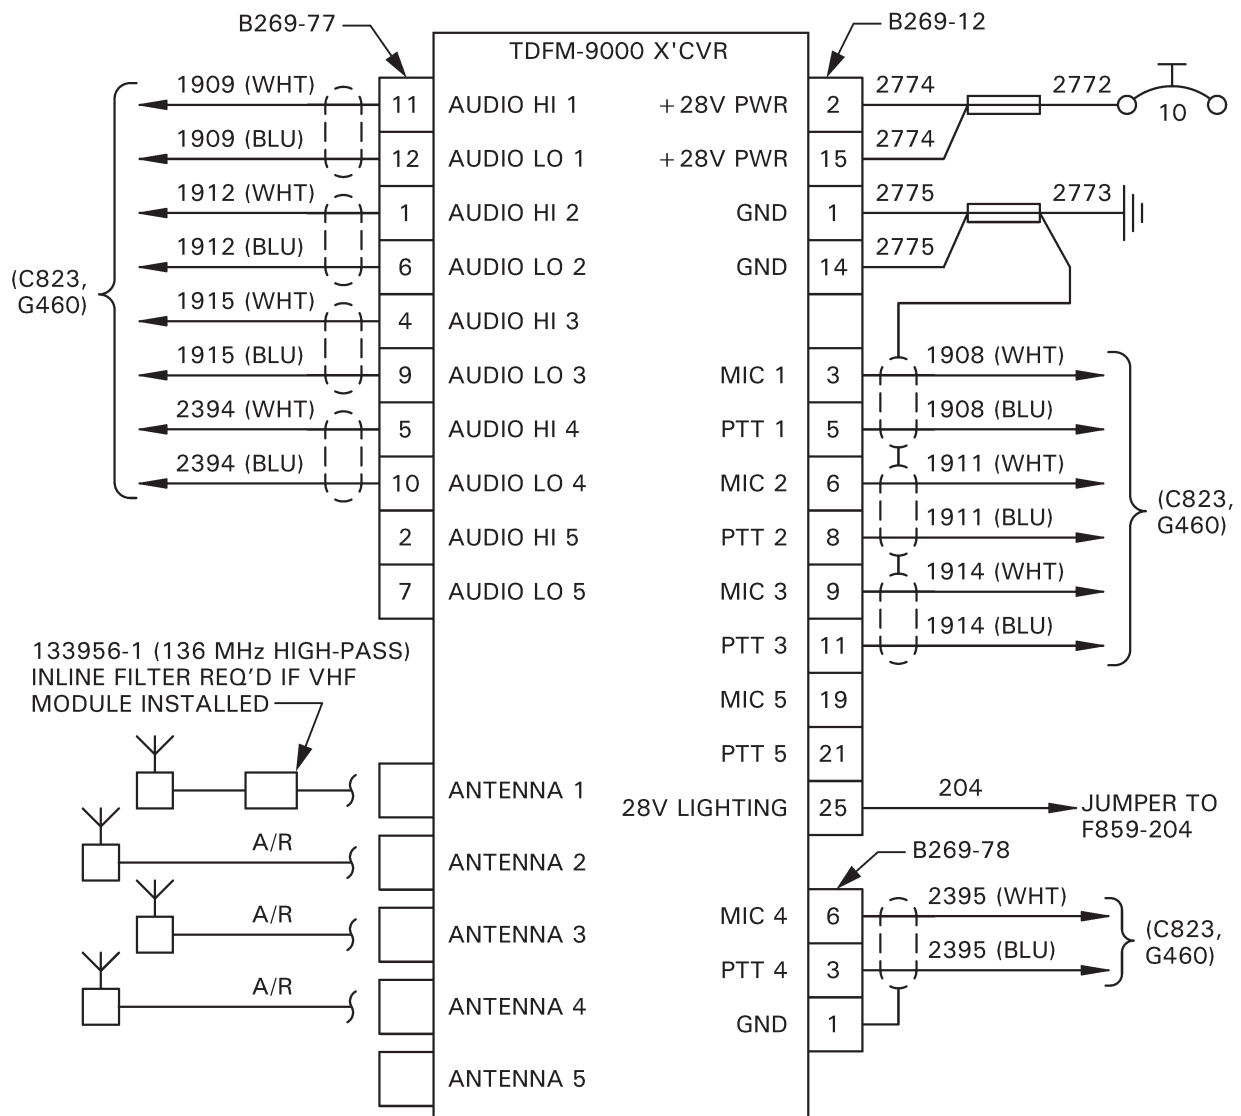 B269-77
B269-12
TDFM-9000 X'CVR
1909 (WHT)
11
AUDIO HI 1
+28V PWR
2
2774
2772
10
1909 (BLU)
12
AUDIO LO 1
+28V PWR
15
2774
1912 (WHT)
1
AUDIO HI 2
GND
1
2775
2773
1912 (BLU)
6
AUDIO LO 2
GND
14
2775
(C823,
G460)
1915 (WHT)
4
AUDIO HI 3
1915 (BLU)
9
AUDIO LO 3
MIC 1
3
1908 (WHT)
2394 (WHT)
5
AUDIO HI 4
PTT 1
5
1908 (BLU)
2394 (BLU)
10
AUDIO LO 4
MIC 2
6
1911 (WHT)
(C823,
G460)
2
AUDIO HI 5
PTT 2
8
1911 (BLU)
7
AUDIO LO 5
MIC 3
9
1914 (WHT)
PTT 3
11
1914 (BLU)
133956-1 (136 MHz HIGH-PASS)
INLINE FILTER REQ'D IF VHF
MODULE INSTALLED
MIC 5
19
PTT 5
21
ANTENNA 1
28V LIGHTING
25
204
JUMPER TO
F859-204
A/R
ANTENNA 2
B269-78
A/R
ANTENNA 3
MIC 4
6
2395 (WHT)
(C823,
G460)
PTT 4
3
2395 (BLU)
A/R
ANTENNA 4
GND
1
ANTENNA 5